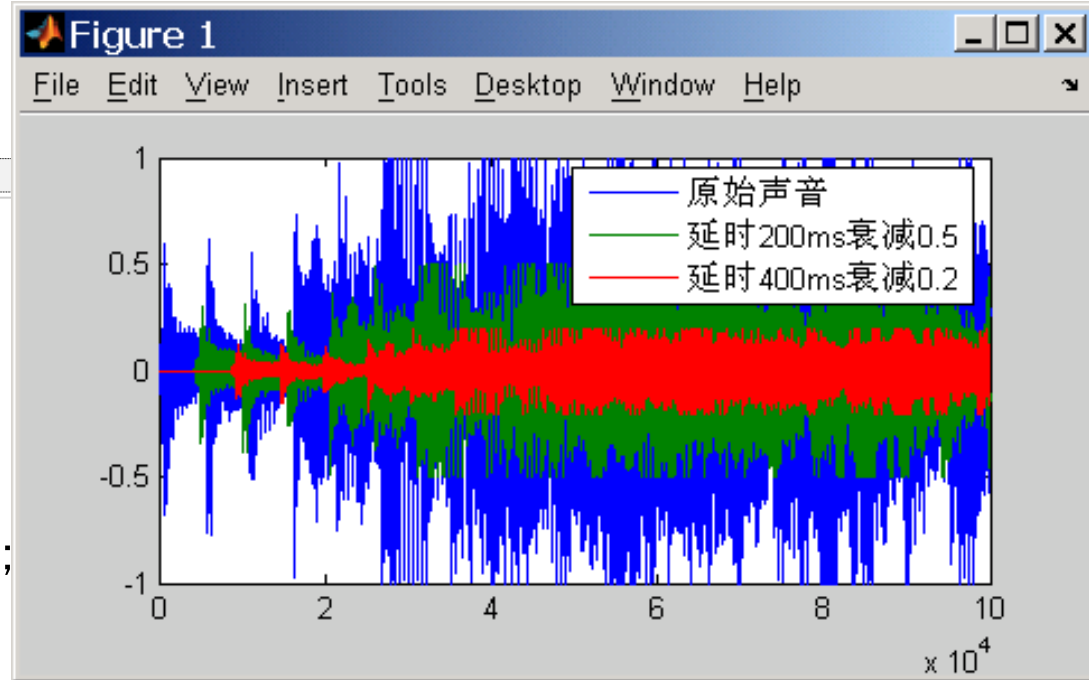 Figure 1
File Edit View Insert Tools Desktop Window Help
1
原始声音
延时200ms衰减0.5
延时400ms衰减0.2
0.5
0
-0.5
;
-1
0 2 4 6 8 10
x 10^4